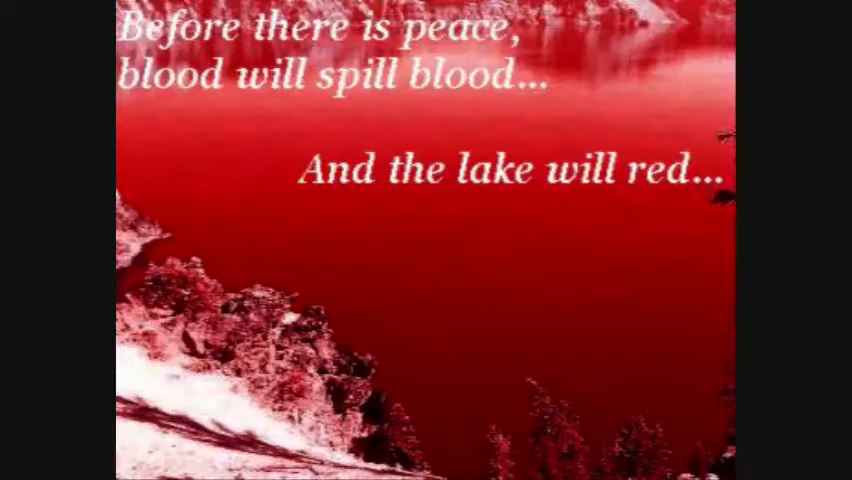 Before there is peace,
blood will spill blood...
And the lake will red...